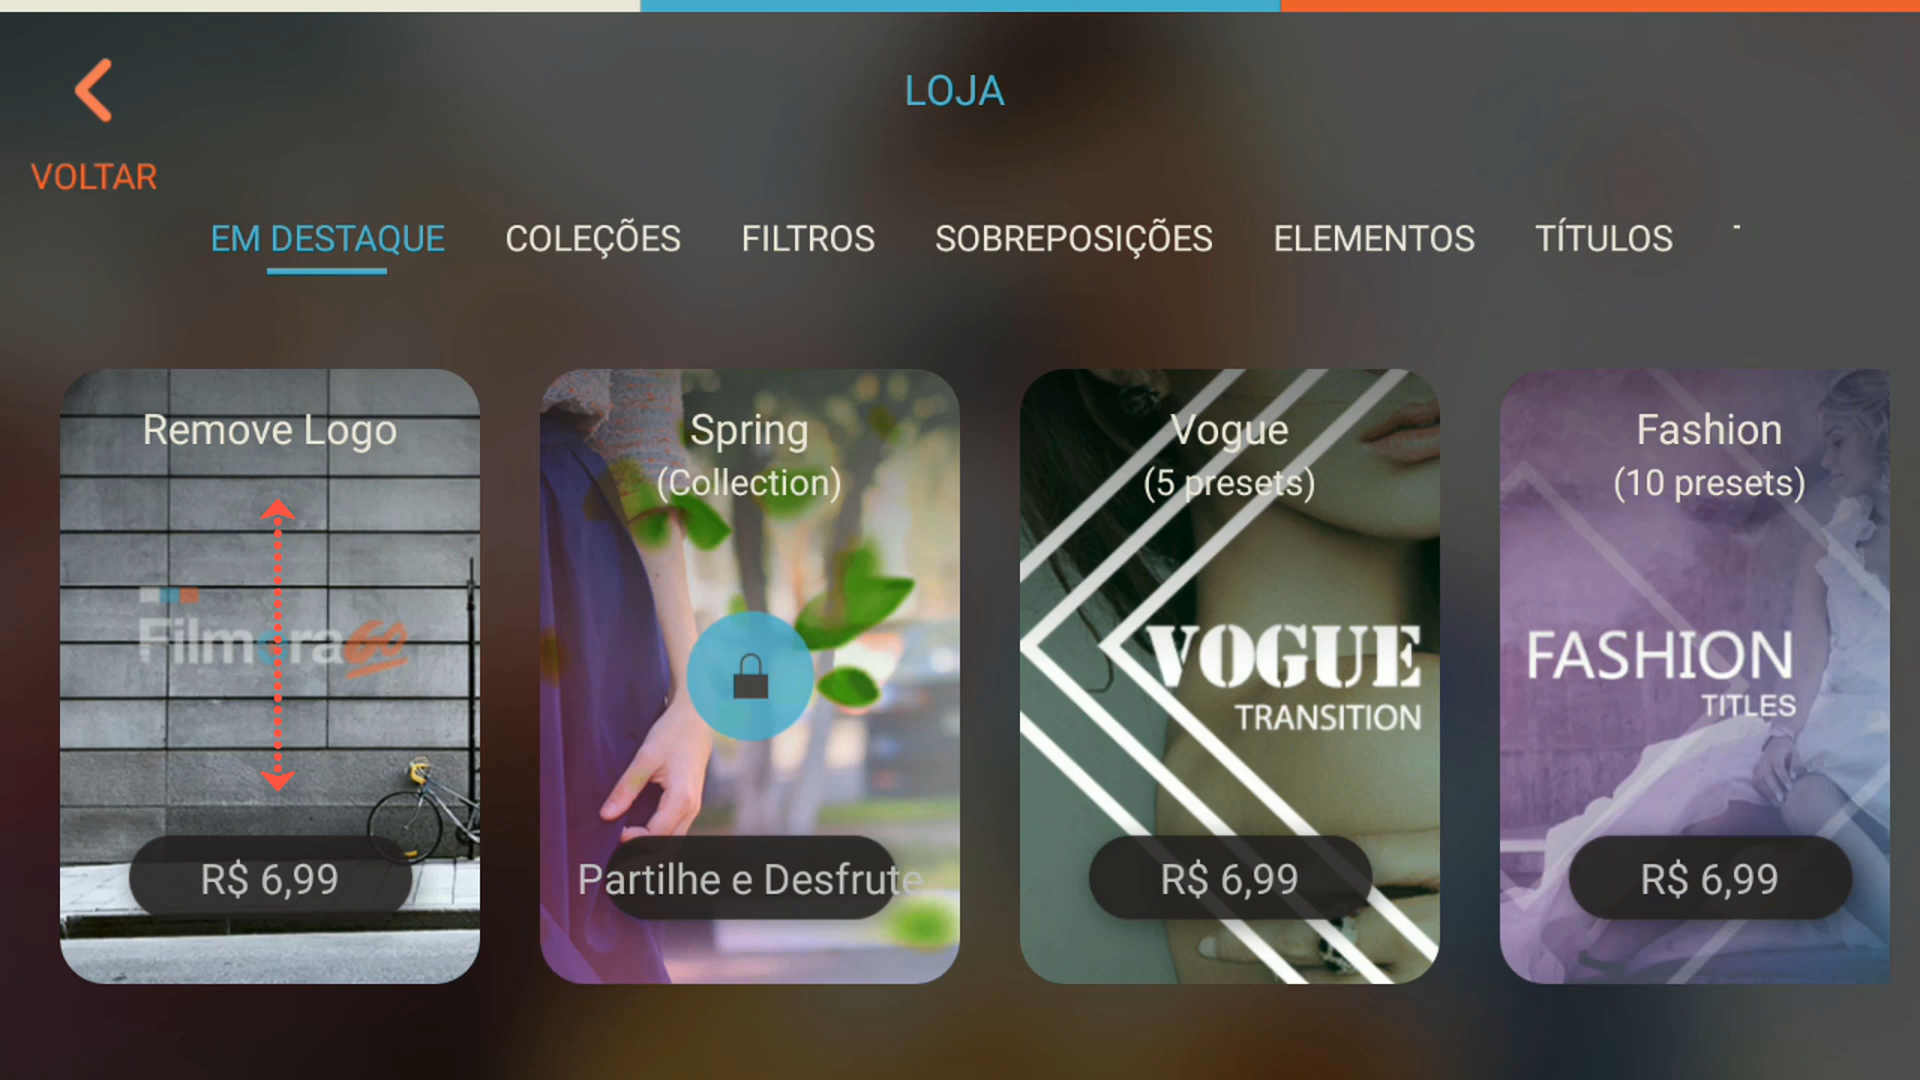 LOJA
VOLTAR
EM DESTAQUE COLEÇÕES FILTROS SOBREPOSIÇÕES ELEMENTOS TÍTULOS
Remove Logo
FilmoraGO
R$ 6,99
Spring
(Collection)
Partilhe e Desfrute
Vogue
(5 presets)
VOGUE
TRANSITION
R$ 6,99
Fashion
(10 presets)
FASHION
TITLES
R$ 6,99